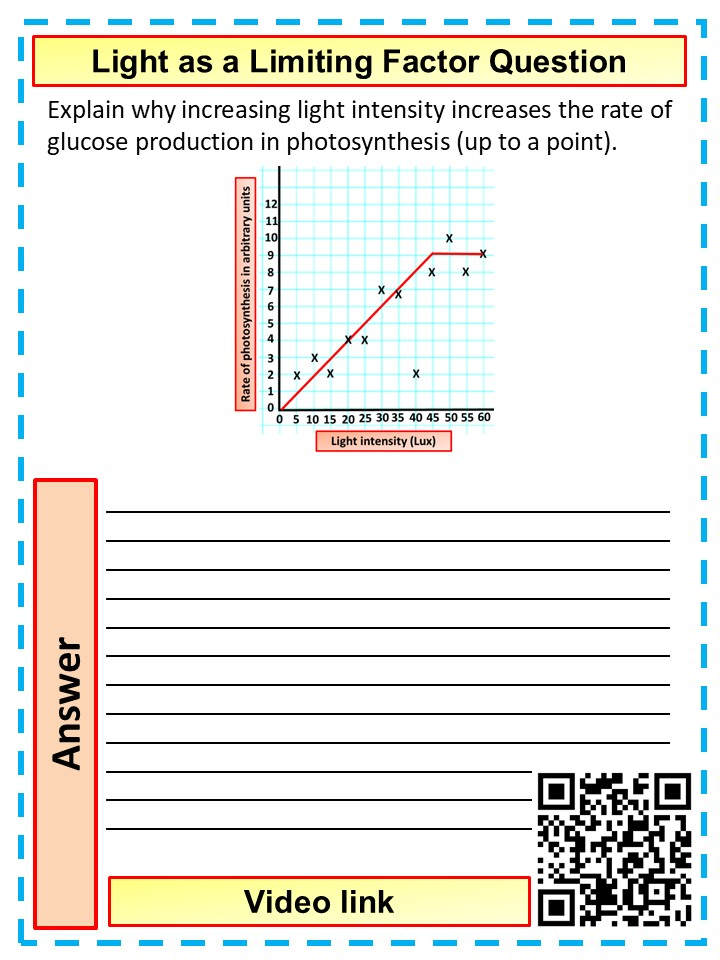 Light as a Limiting Factor Question
Explain why increasing light intensity increases the rate of
glucose production in photosynthesis (up to a point).
Rate of photosynthesis in arbitrary units
12
11
10
9
8
7
6
5
4
3
2
1
0
0 5 10 15 20 25 30 35 40 45 50 55 60
Light intensity (Lux)
Answer
Video link